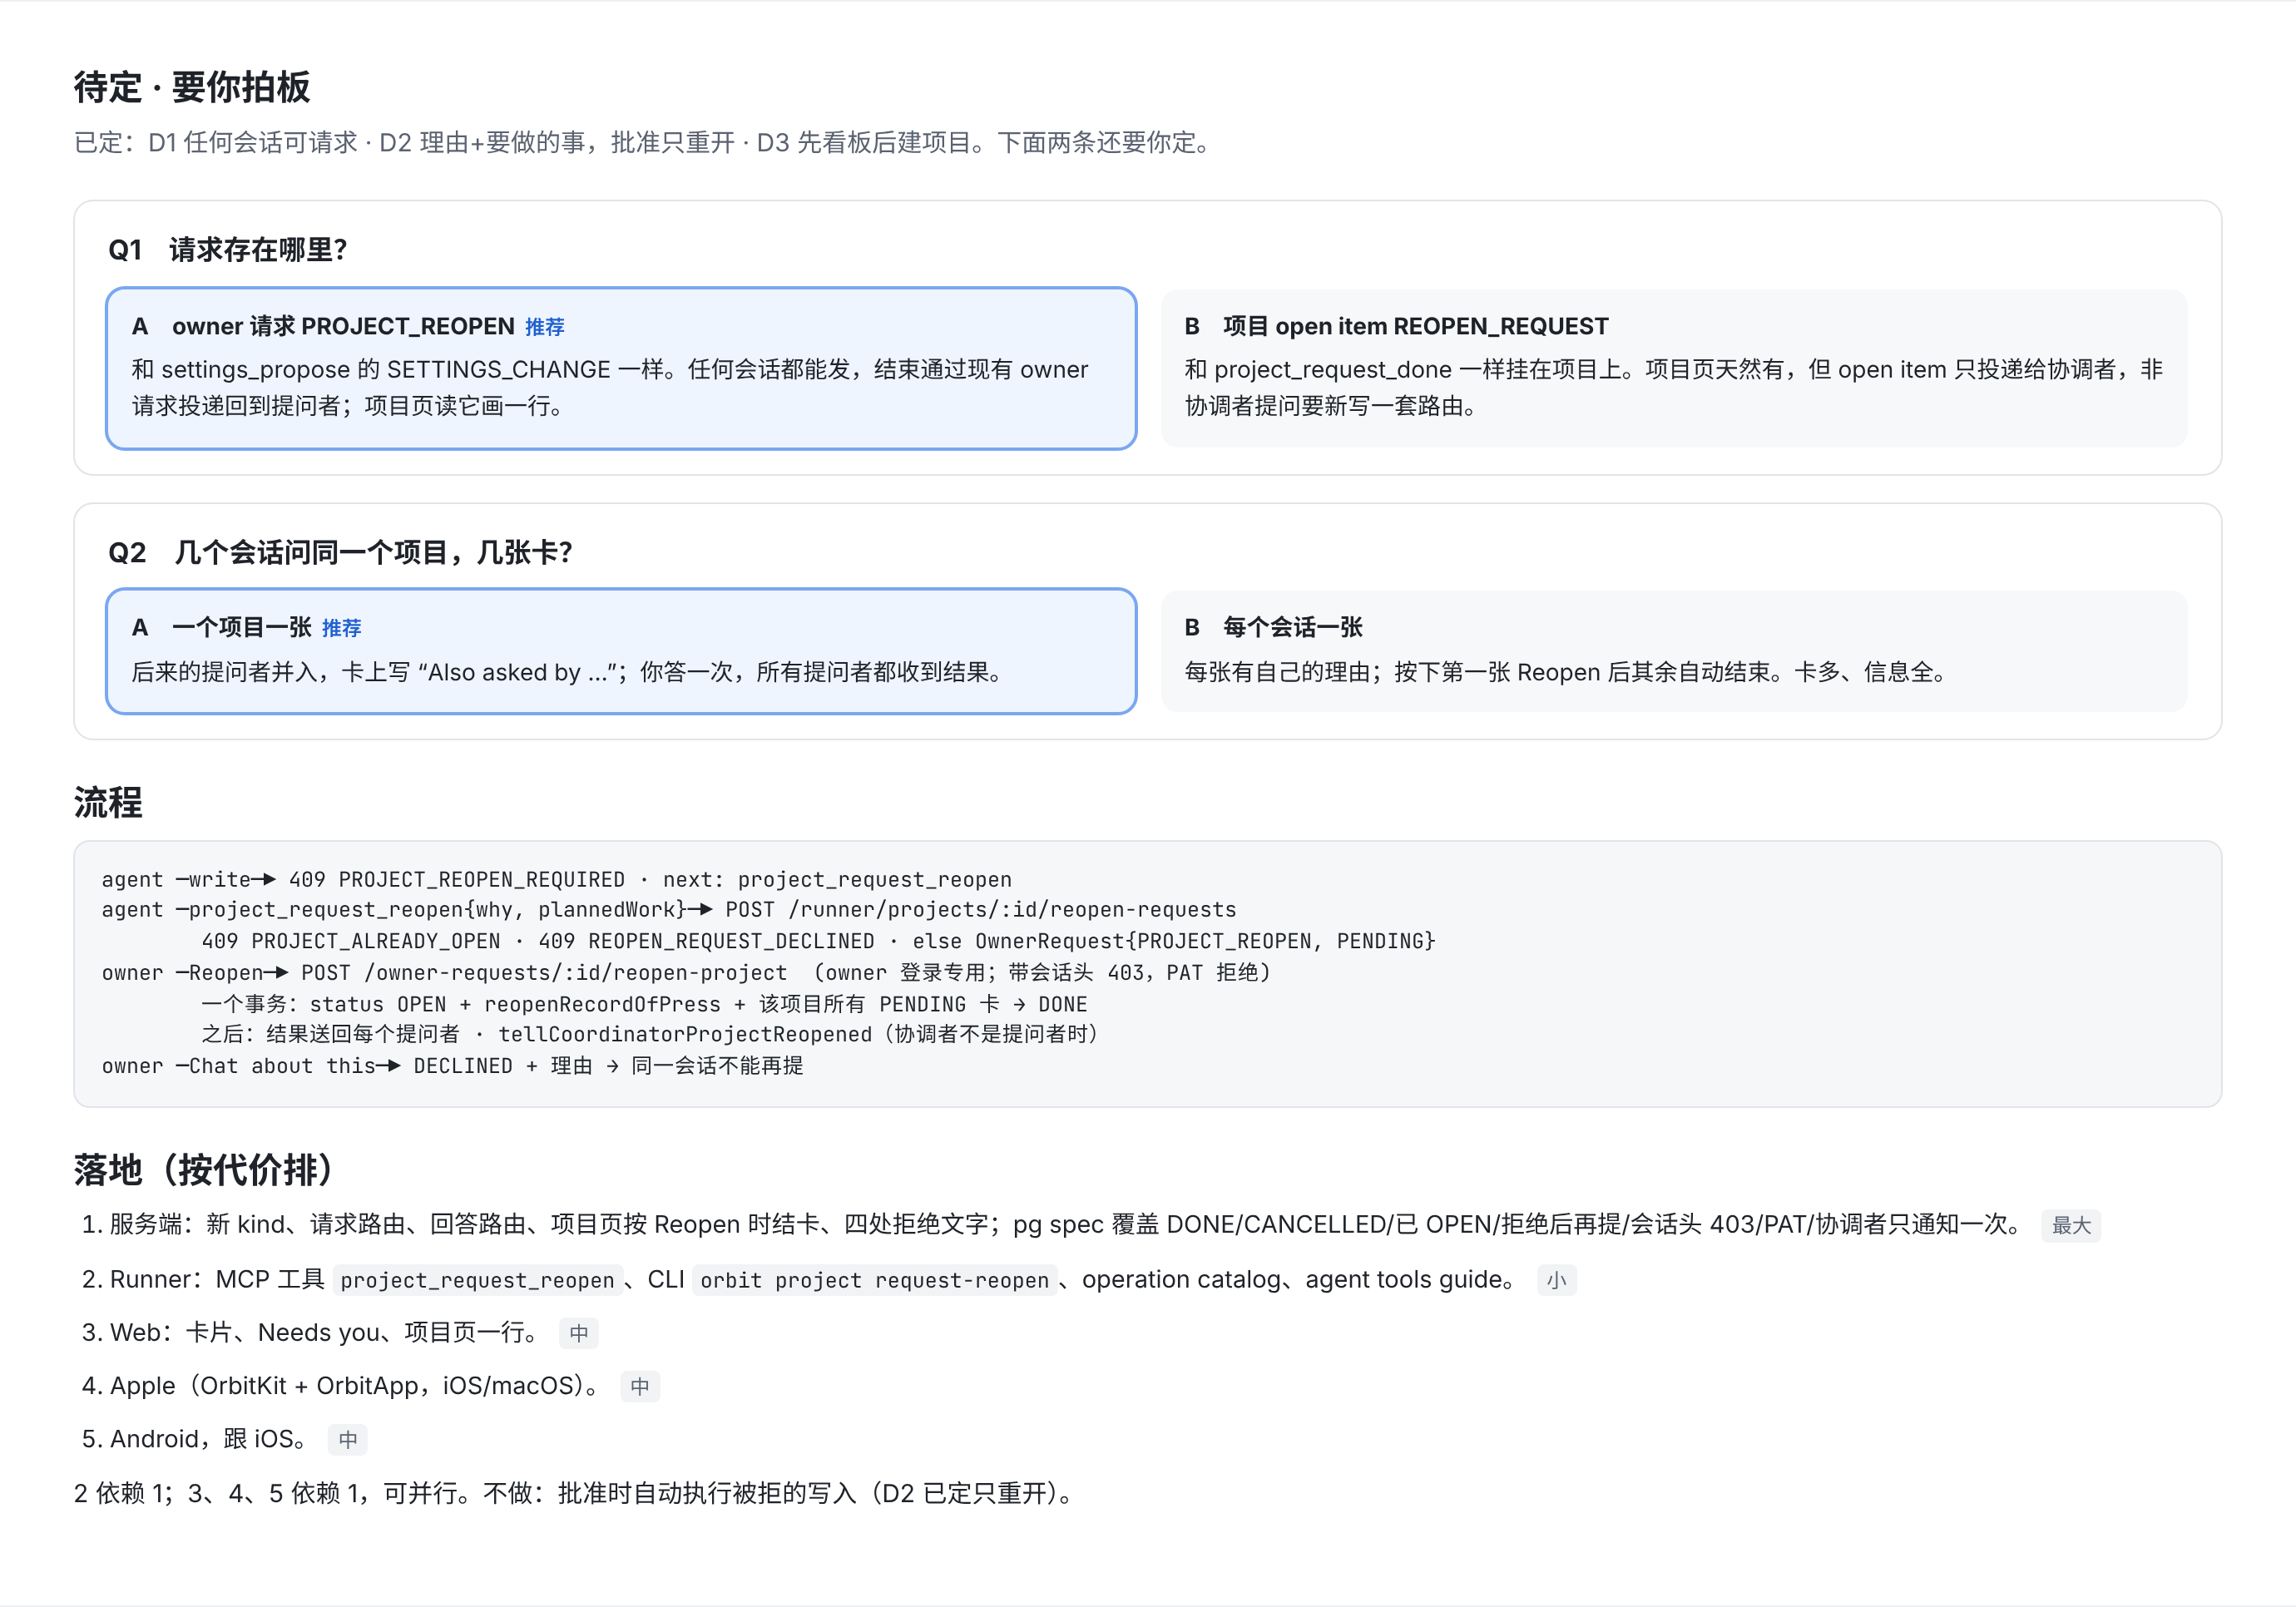 待定 · 要你拍板
已定：D1 任何会话可请求 · D2 理由+要做的事，批准只重开 · D3 先看板后建项目。下面两条还要你定。
Q1 请求存在哪里？
A owner 请求 PROJECT_REOPEN 推荐
和 settings_propose 的 SETTINGS_CHANGE 一样。任何会话都能发，结束通过现有 owner
请求投递回到提问者；项目页读它画一行。
B 项目 open item REOPEN_REQUEST
和 project_request_done 一样挂在项目上。项目页天然有，但 open item 只投递给协调者，非
协调者提问要新写一套路由。
Q2 几个会话问同一个项目，几张卡？
A 一个项目一张 推荐
后来的提问者并入，卡上写 “Also asked by …”；你答一次，所有提问者都收到结果。
B 每个会话一张
每张有自己的理由；按下第一张 Reopen 后其余自动结束。卡多、信息全。
流程
agent ─write─▶ 409 PROJECT_REOPEN_REQUIRED · next: project_request_reopen
agent ─project_request_reopen{why, plannedWork}─▶ POST /runner/projects/:id/reopen-requests
409 PROJECT_ALREADY_OPEN · 409 REOPEN_REQUEST_DECLINED · else OwnerRequest{PROJECT_REOPEN, PENDING}
owner ─Reopen─▶ POST /owner-requests/:id/reopen-project （owner 登录专用；带会话头 403，PAT 拒绝）
一个事务：status OPEN + reopenRecordOfPress + 该项目所有 PENDING 卡 → DONE
之后：结果送回每个提问者 · tellCoordinatorProjectReopened（协调者不是提问者时）
owner ─Chat about this─▶ DECLINED + 理由 → 同一会话不能再提
落地（按代价排）
1. 服务端：新 kind、请求路由、回答路由、项目页按 Reopen 时结卡、四处拒绝文字；pg spec 覆盖 DONE/CANCELLED/已 OPEN/拒绝后再提/会话头 403/PAT/协调者只通知一次。 最大
2. Runner：MCP 工具 project_request_reopen、CLI orbit project request-reopen、operation catalog、agent tools guide。 小
3. Web：卡片、Needs you、项目页一行。 中
4. Apple（OrbitKit + OrbitApp，iOS/macOS）。 中
5. Android，跟 iOS。 中
2 依赖 1；3、4、5 依赖 1，可并行。不做：批准时自动执行被拒的写入（D2 已定只重开）。